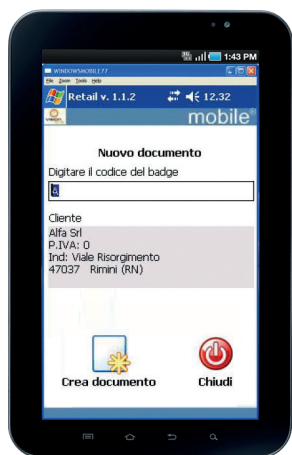 1:43 PM
WINDOWSMOBILE77
File Zoom Tools Help
Retail v. 1.1.2
12.32
mobile®
Nuovo documento
Digitare il codice del badge
Cliente
Alfa Srl
P.IVA: 0
Ind: Viale Risorgimento
47037 Rimini (RN)
Crea documento
Chiudi